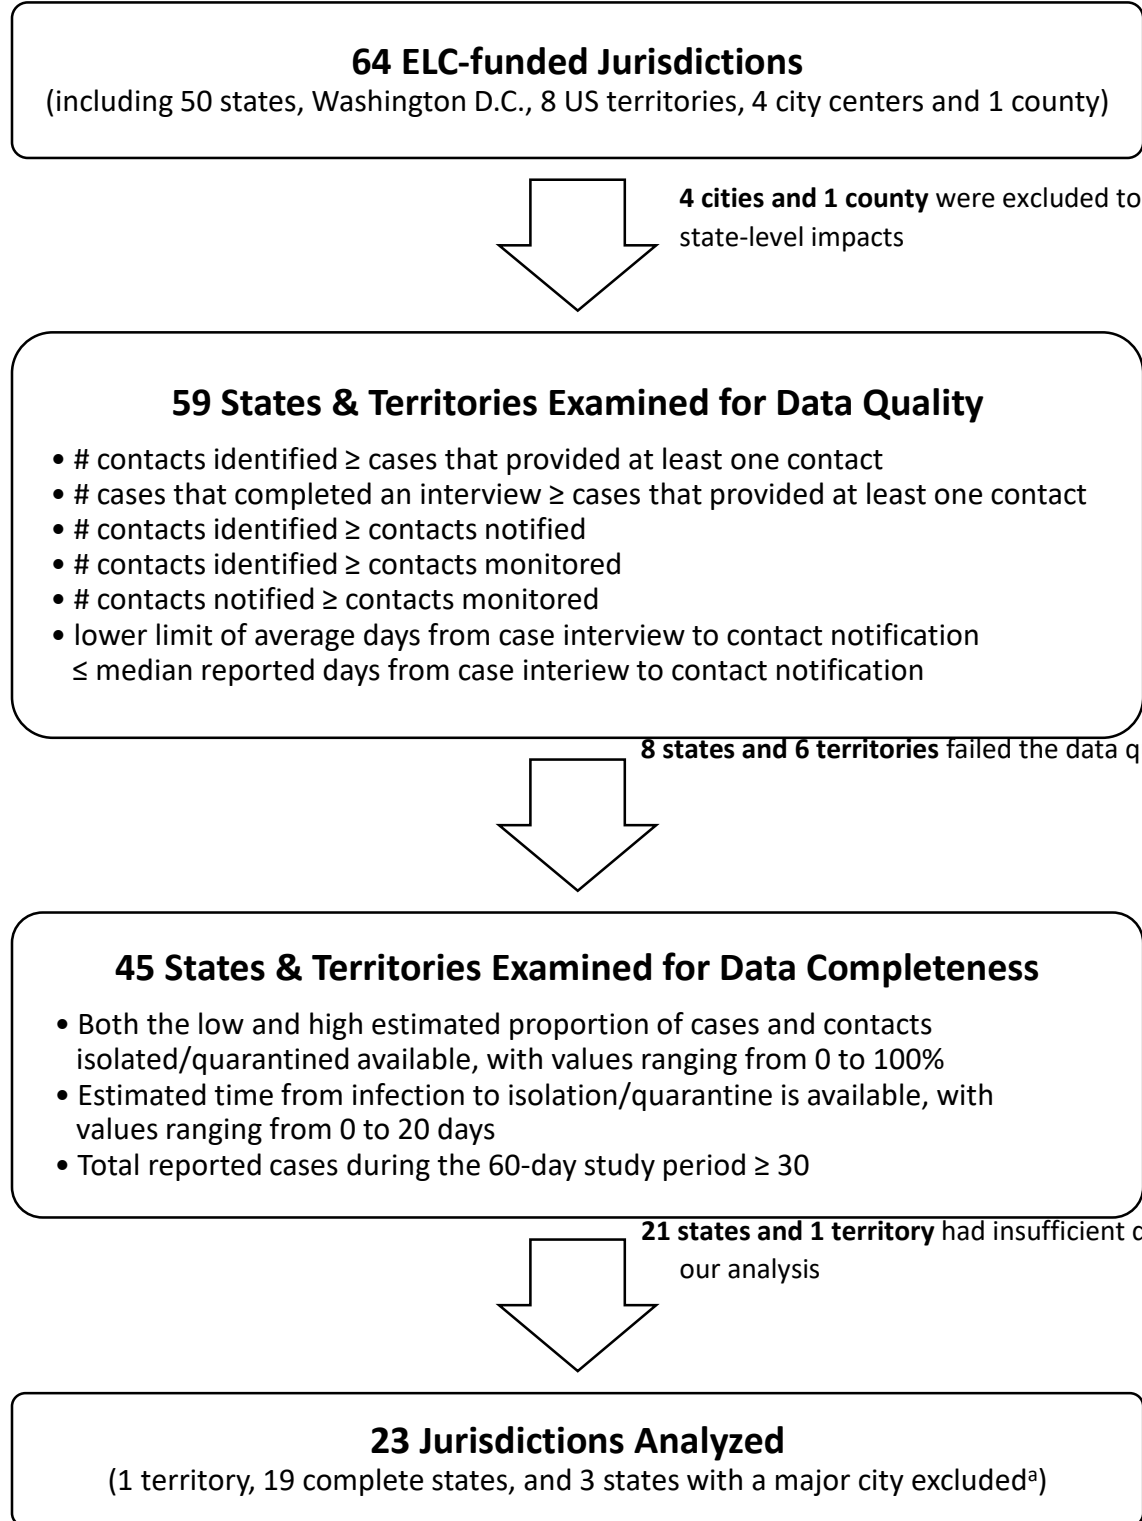 64 ELC-funded Jurisdictions
(including 50 states, Washington D.C., 8 US territories, 4 city centers and 1 county)
4 cities and 1 county were excluded to
state-level impacts
59 States & Territories Examined for Data Quality
• # contacts identified ≥ cases that provided at least one contact
• # cases that completed an interview ≥ cases that provided at least one contact
• # contacts identified ≥ contacts notified
• # contacts identified ≥ contacts monitored
• # contacts notified ≥ contacts monitored
• lower limit of average days from case interview to contact notification
≤ median reported days from case interiew to contact notification
8 states and 6 territories failed the data
45 States & Territories Examined for Data Completeness
• Both the low and high estimated proportion of cases and contacts
isolated/quarantined available, with values ranging from 0 to 100%
• Estimated time from infection to isolation/quarantine is available, with
values ranging from 0 to 20 days
• Total reported cases during the 60-day study period ≥ 30
21 states and 1 territory had insufficient
our analysis
23 Jurisdictions Analyzed
(1 territory, 19 complete states, and 3 states with a major city excludedᵃ)